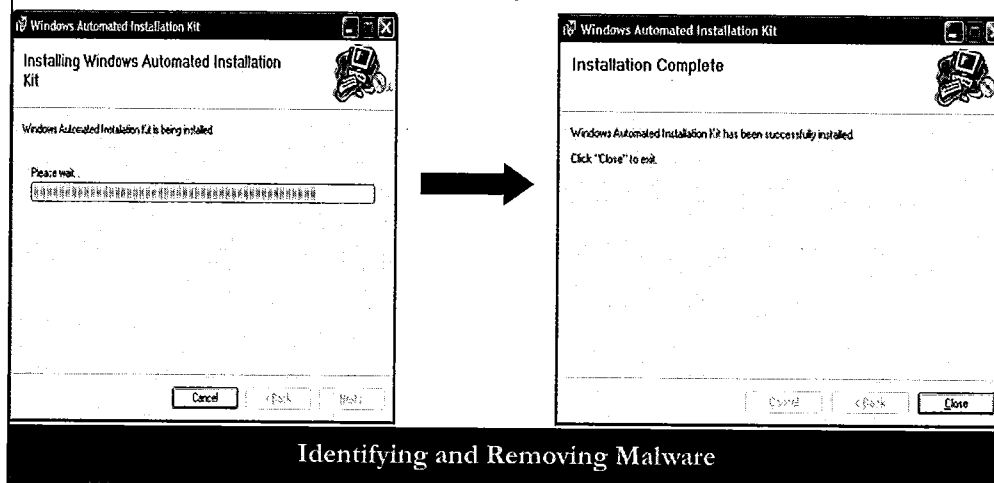 Windows Automated Installation Kit
Installing Windows Automated Installation
Kit
Windows Automated Installation Kit is being installed.
Please wait...
Cancel
< Back
Next >
Windows Automated Installation Kit
Installation Complete
Windows Automated Installation Kit has been successfully installed.
Click "Close" to exit.
Cancel
< Back
Close
Identifying and Removing Malware